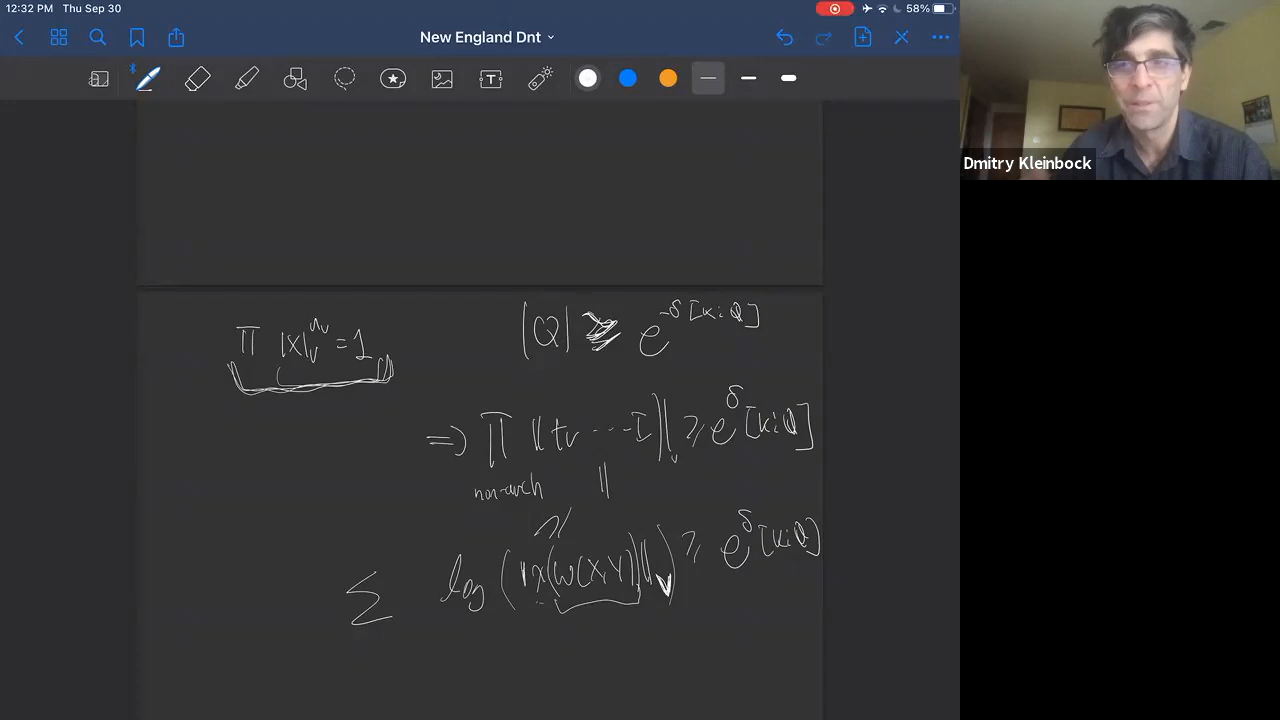 12:32 PM Thu Sep 30
58%
New England Dnt
T
Dmitry Kleinbock
∏ |x|_v^{n_v} = 1
|Q| ≥ e^{-δ[K:Q]}
=> ∏ || tr ... I ||_v ≥ e^{δ[K:Q]}
non-arch
||
Σ log ( ω(X,Y) ||_v ) ≥ e^{δ[K:Q]}